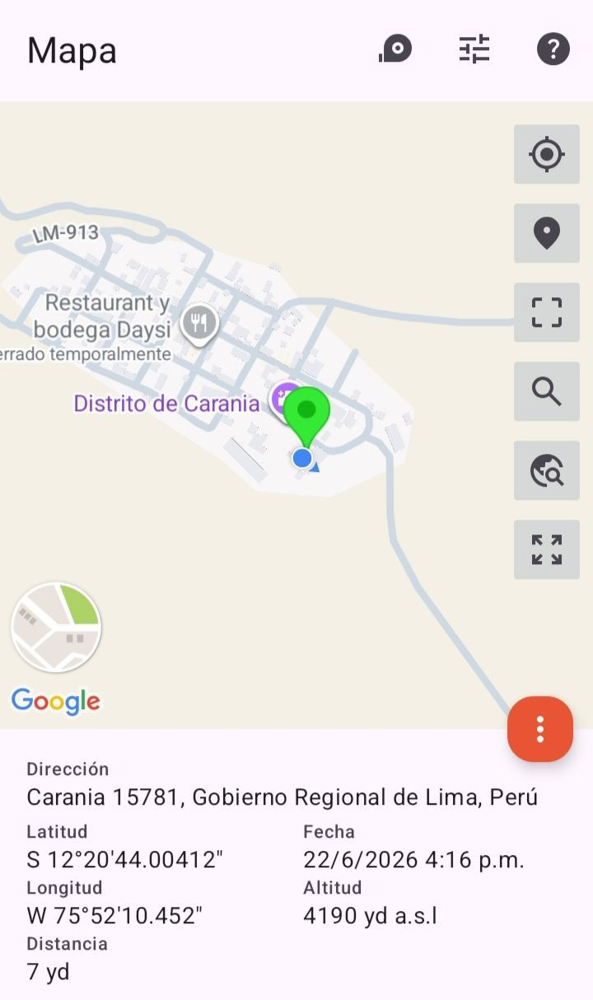 Mapa
LM-913
Restaurant y
bodega Daysi
errado temporalmente
Distrito de Carania
Google
Dirección
Carania 15781, Gobierno Regional de Lima, Perú
Latitud
S 12°20'44.00412"
Fecha
22/6/2026 4:16 p.m.
Longitud
W 75°52'10.452"
Altitud
4190 yd a.s.l
Distancia
7 yd